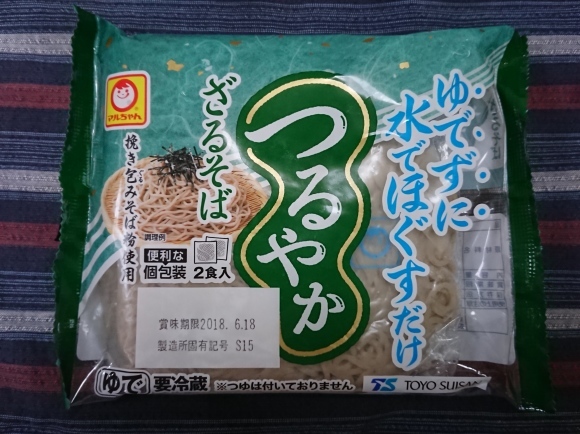 マルちゃん
ゆでずに
水でほぐすだけ
つるやか
ざるそば
挽き包みそば粉使用
調理例
便利な
個包装 2食入
賞味期限2018. 6.18
製造所固有記号 S15
ゆで 要冷蔵 ※つゆは付いておりません
TS TOYO SUISAN